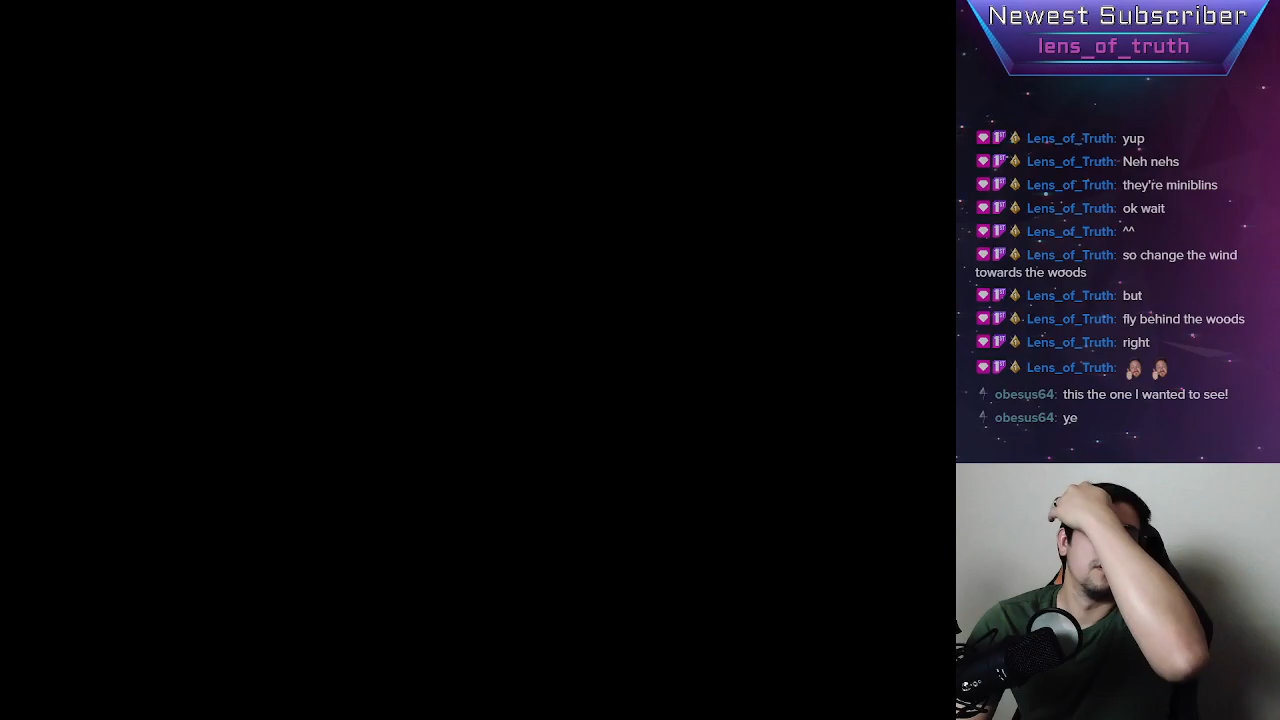 Newest Subscriber
lens_of_truth
Lens_of_Truth: yup
Lens_of_Truth: Neh nehs
Lens_of_Truth: they're miniblins
Lens_of_Truth: ok wait
Lens_of_Truth: ^^
Lens_of_Truth: so change the wind
towards the woods
Lens_of_Truth: but
Lens_of_Truth: fly behind the woods
Lens_of_Truth: right
Lens_of_Truth:
obesus64: this the one I wanted to see!
obesus64: ye